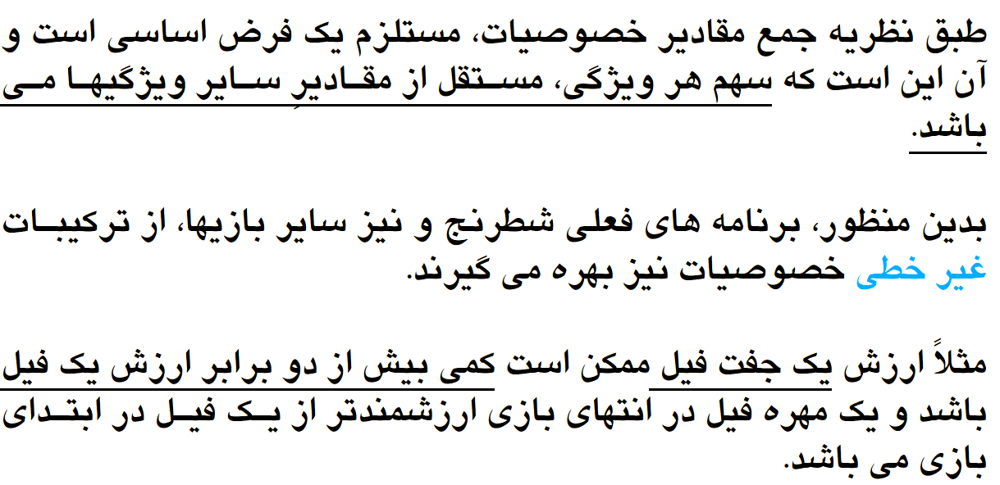 طبق نظریه جمع مقادیر خصوصیات، مستلزم یک فرض اساسی است و
آن این است که سهم هر ویژگی، مستقل از مقادیرِ سایر ویژگیها می
باشد.
بدین منظور، برنامه های فعلی شطرنج و نیز سایر بازیها، از ترکیبات
غیر خطی خصوصیات نیز بهره می گیرند.
مثلاً ارزش یک جفت فیل ممکن است کمی بیش از دو برابر ارزش یک فیل
باشد و یک مهره فیل در انتهای بازی ارزشمندتر از یک فیل در ابتدای
بازی می باشد.